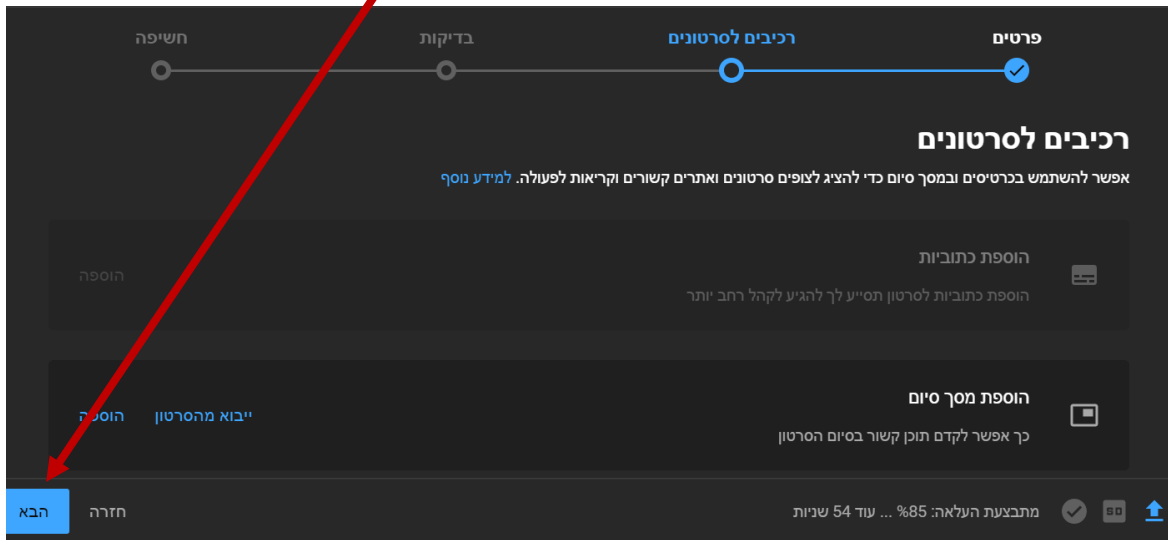 פרטים
רכיבים לסרטונים
בדיקות
חשיפה
רכיבים לסרטונים
אפשר להשתמש בכרטיסים ובמסך סיום כדי להציג לצופים סרטונים ואתרים קשורים וקריאות לפעולה. למידע נוסף
הוספת כתוביות
הוספת כתוביות לסרטון תסייע לך להגיע לקהל רחב יותר
הוספה
הוספת מסך סיום
כך אפשר לקדם תוכן קשור בסיום הסרטון
ייבוא מהסרטון
הוספה
SD
מתבצעת העלאה: 85% ... עוד 54 שניות
חזרה
הבא